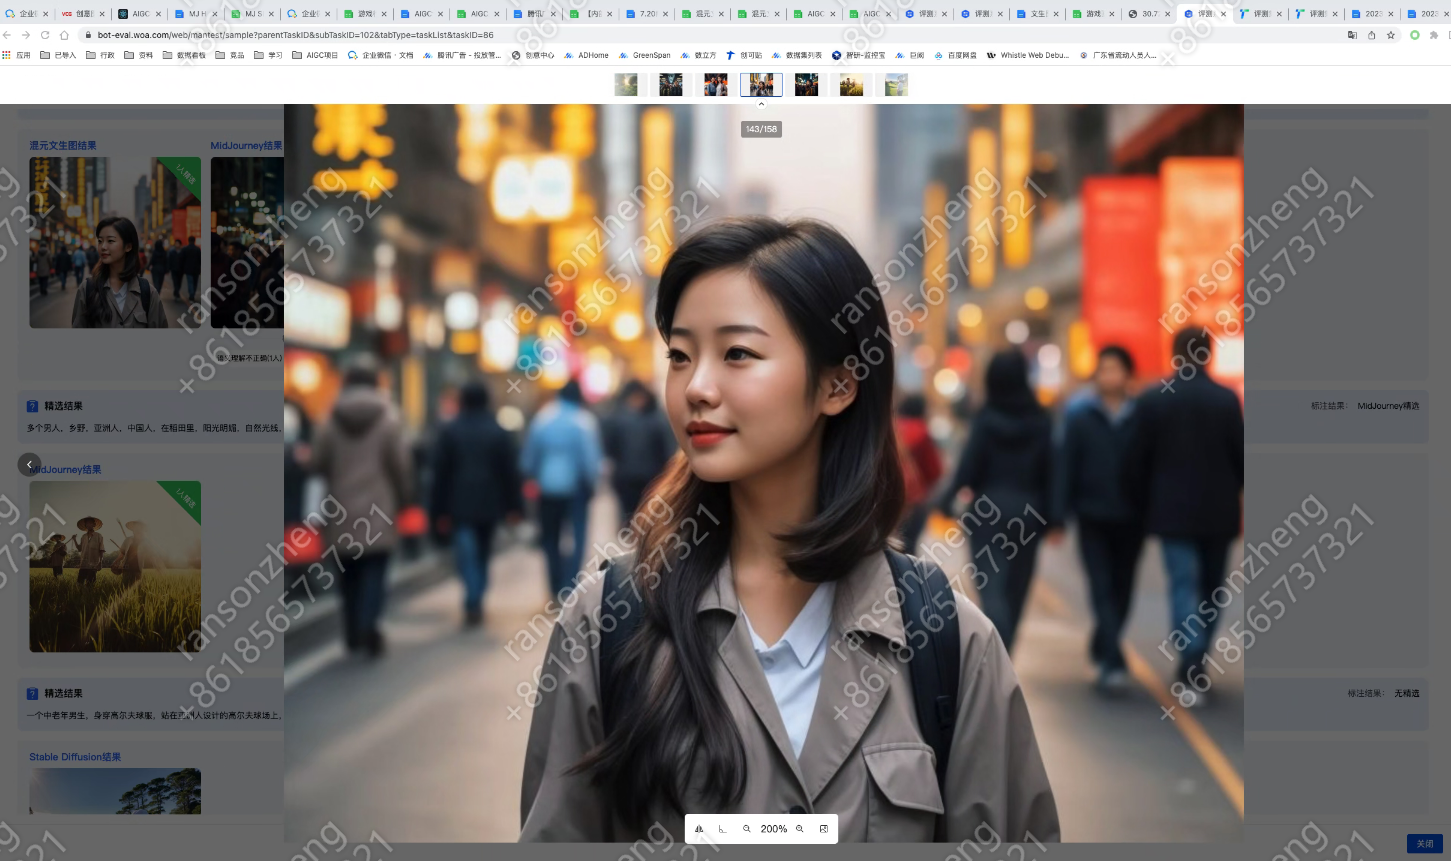 企业
VCG 创意
AIGC
MJ H
MJ S
企业
游戏
AIGC
AIGC
腾讯
【内
7.20
混元
混元
AIGC
AIGC
评测
评测
文生
游戏
30.7
评测
评测
评测
2023
2023
bot-evai.woa.com/web/mantest/sample?parentTaskID=102&subTaskID=102&tabType=taskList&taskID=86
应用
已导入
行政
资料
数据看板
竞品
学习
AIGC项目
企业微信 · 文档
腾讯广告 - 投放管...
创意中心
ADHome
GreenSpan
数立方
创可贴
数据集列表
智研-监控宝
巨阙
百度网盘
Whistle Web Debu...
广东省流动人员人...
143/158
混元文生图结果
MidJourney结果
1人精选
语义理解不正确(1人)
精选结果
标注结果： MidJourney精选
多个男人，乡野，亚洲人，中国人，在稻田里，阳光明媚，自然光线，
MidJourney结果
1人精选
精选结果
标注结果： 无精选
一个中老年男生，身穿高尔夫球服，站在亚洲人设计的高尔夫球场上，
Stable Diffusion结果
200%
关闭
ransonzheng
+8618565737321